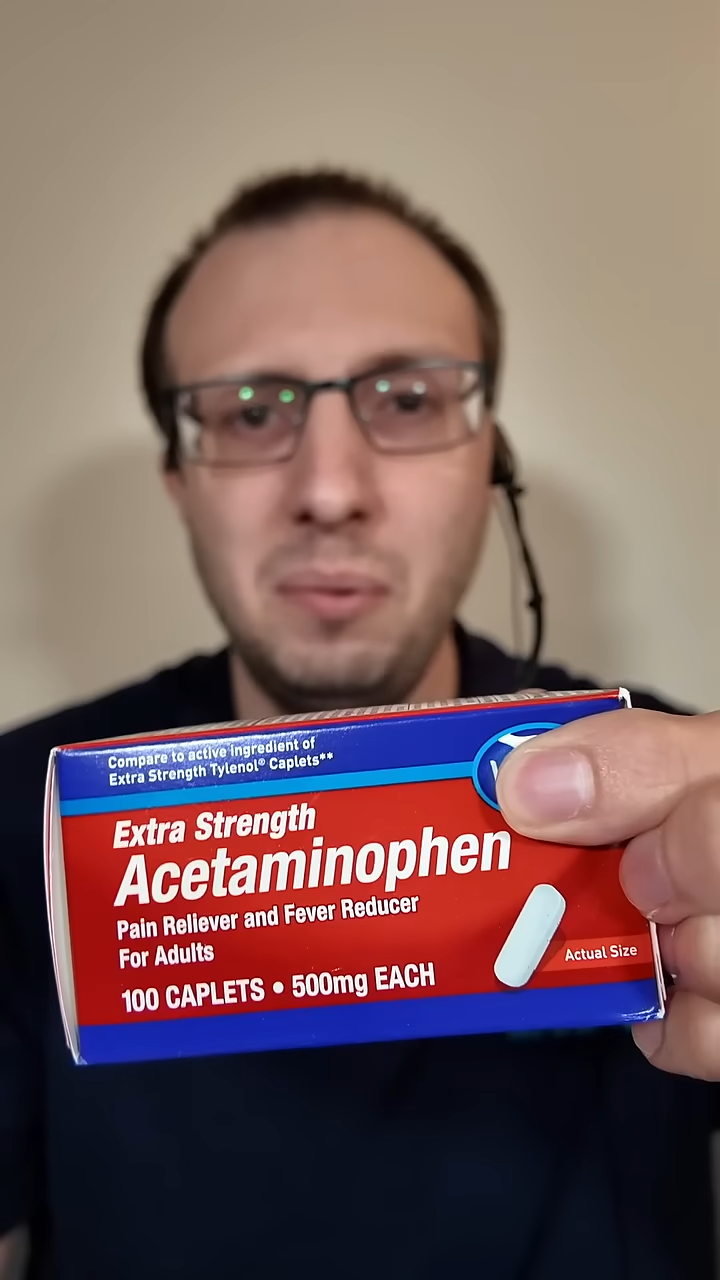 Compare to active ingredient of
Extra Strength Tylenol® Caplets**
Extra Strength
Acetaminophen
Pain Reliever and Fever Reducer
For Adults
100 CAPLETS • 500mg EACH
Actual Size